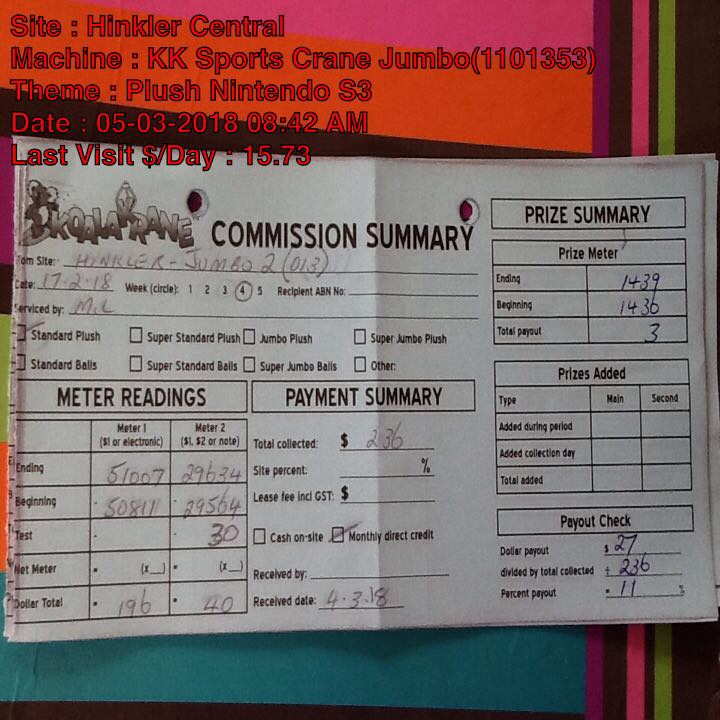 Site : Hinkler Central
Machine : KK Sports Crane Jumbo(1101353)
Theme : Plush Nintendo S3
Date : 05-03-2018 08:42 AM
Last Visit $/Day : 15.73
KOALA KRANE
COMMISSION SUMMARY
om Site: HINKLER - JUMBO 2 (013)
Date: 17-2-18 Week (circle): 1 2 3 4 5 Recipient ABN No:
Serviced by: M.L
Standard Plush Super Standard Plush Jumbo Plush Super Jumbo Plush
Standard Balls Super Standard Balls Super Jumbo Balls Other:
METER READINGS
Meter 1 Meter 2
($1 or electronic) ($1, $2 or note)
Ending 51007 29634
Beginning 50811 29564
Test 30
Net Meter (x__) (x__)
Dollar Total 196 40
PAYMENT SUMMARY
Total collected: $ 236
Site percent: %
Lease fee incl GST: $
Cash on-site Monthly direct credit
Received by:
Received date: 4-3-18
PRIZE SUMMARY
Prize Meter
Ending 1439
Beginning 1436
Total payout 3
Prizes Added
Type Main Second
Added during period
Added collection day
Total added
Payout Check
Dollar payout $ 27
divided by total collected ÷ 236
Percent payout = 11 %